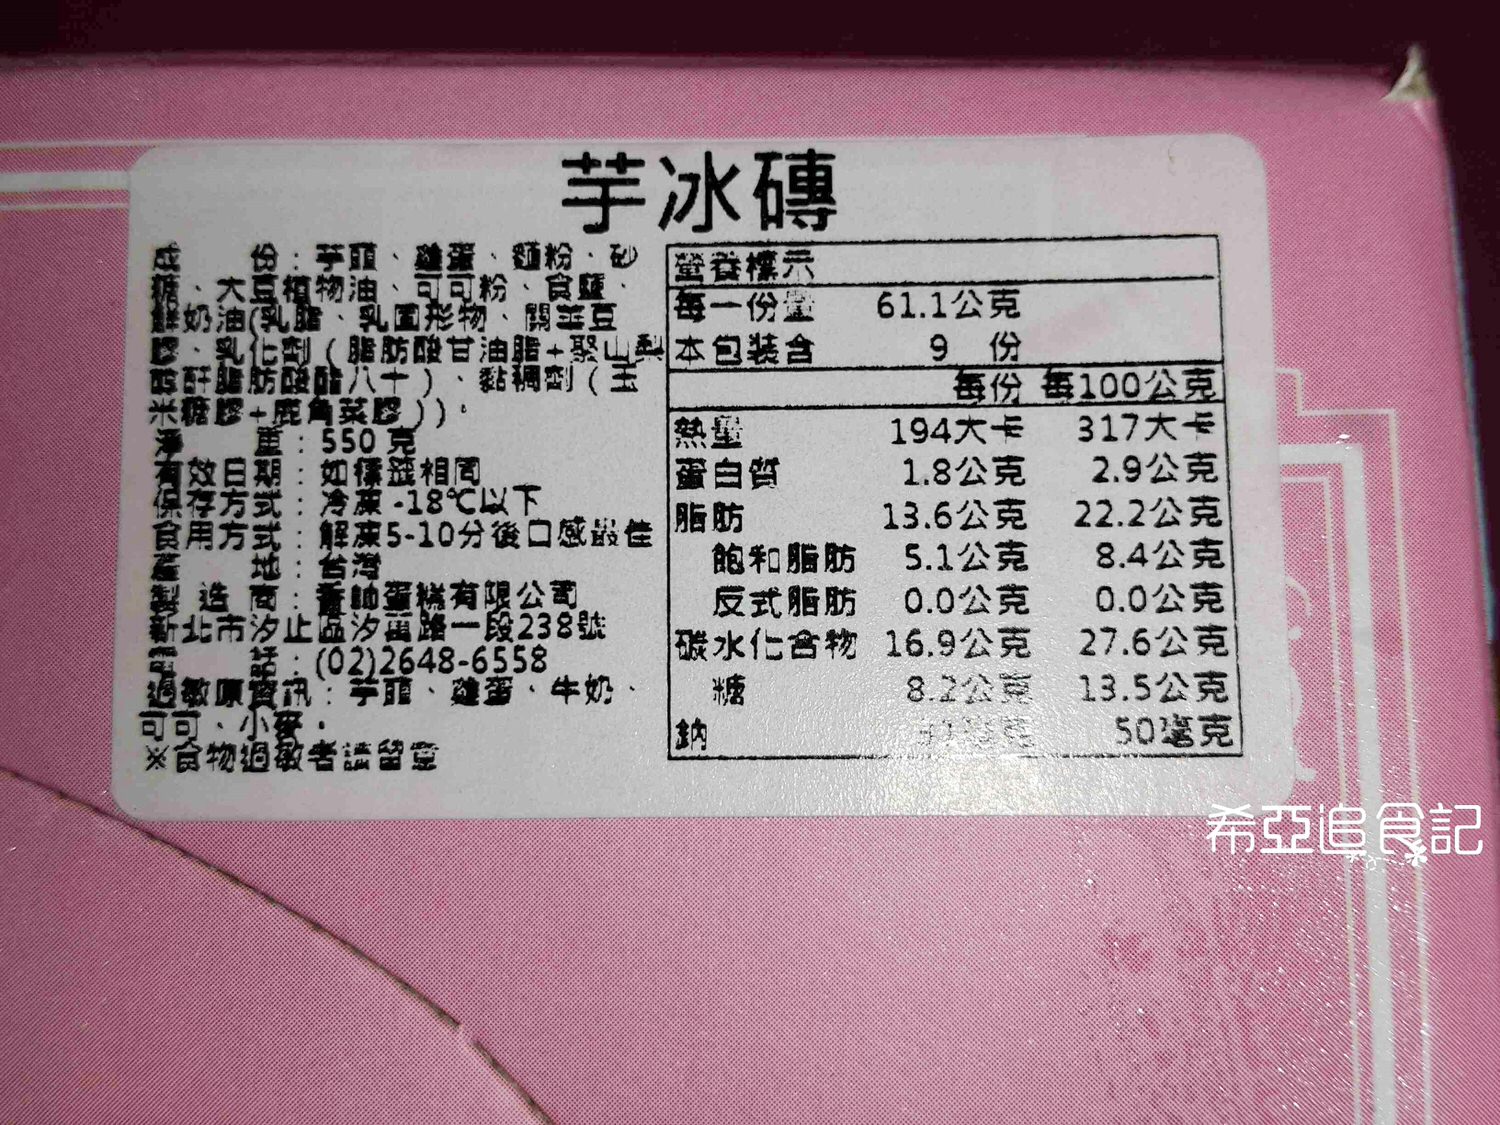 芋冰磚
成 份：芋頭、雞蛋、麵粉、砂
糖、大豆植物油、可可粉、食鹽、
鮮奶油(乳脂、乳固形物、關華豆
膠、乳化劑（脂肪酸甘油脂+聚山梨
醇酐脂肪酸酯八十）、黏稠劑（玉
米糖膠+鹿角菜膠))。
淨 重：550克
有效日期：如標籤相同
保存方式：冷凍-18℃以下
食用方式：解凍5-10分後口感最佳
產 地：台灣
製造商：香帥蛋糕有限公司
新北市汐止區汐萬路一段238號
電 話：(02)2648-6558
過敏原資訊：芋頭、雞蛋、牛奶、
可可、小麥。
※食物過敏者請留意
營養標示
每一份量 61.1公克
本包裝含 9 份
每份 每100公克
熱量 194大卡 317大卡
蛋白質 1.8公克 2.9公克
脂肪 13.6公克 22.2公克
飽和脂肪 5.1公克 8.4公克
反式脂肪 0.0公克 0.0公克
碳水化合物 16.9公克 27.6公克
糖 8.2公克 13.5公克
鈉 毫克 50毫克
希亞追食記